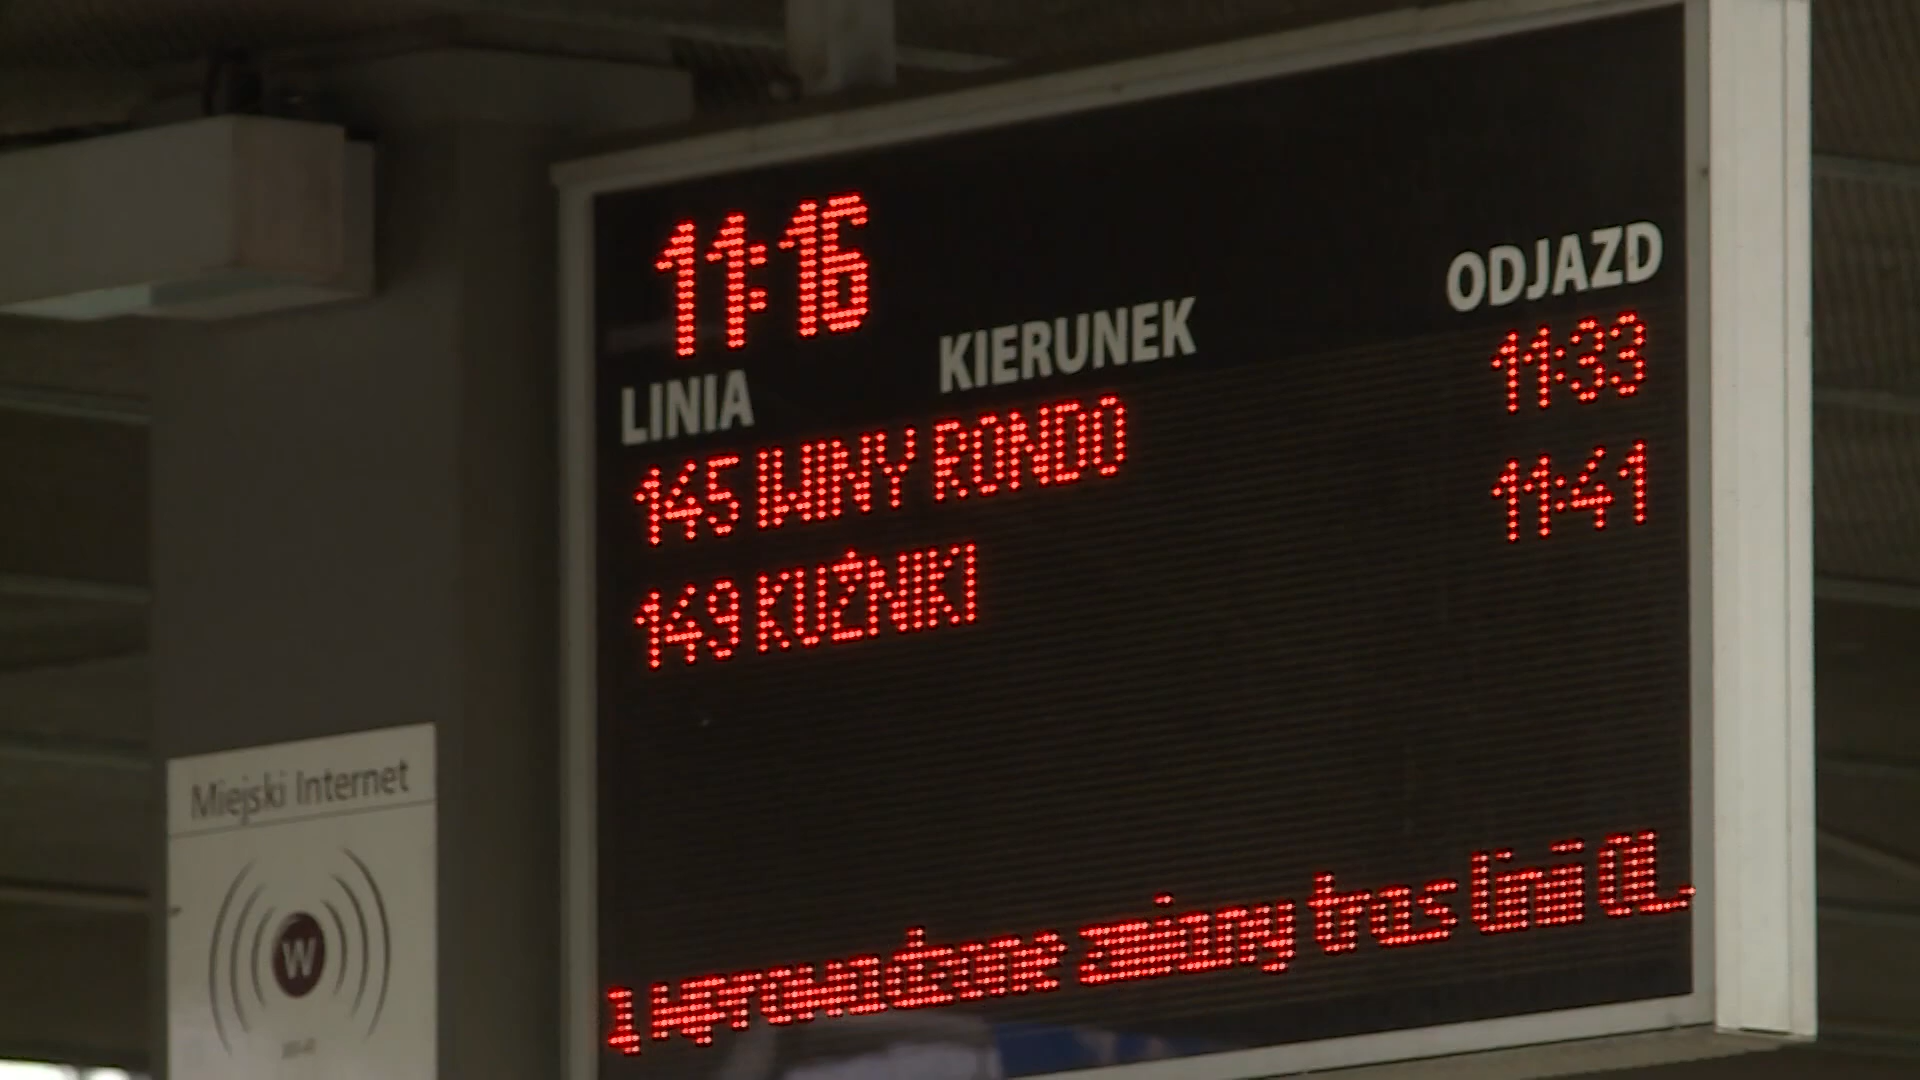 11:16
LINIA KIERUNEK ODJAZD
145 IWINY RONDO 11:33
149 KUŹNIKI 11:41
wprowadzone zmiany tras linii
Miejski Internet
W